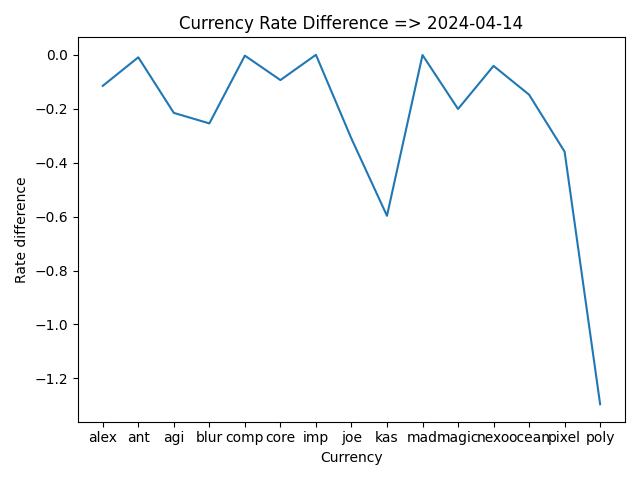 Currency Rate Difference => 2024-04-14
Rate difference
0.0
−0.2
−0.4
−0.6
−0.8
−1.0
−1.2
alex ant agi blur comp core imp joe kas mad magic nexo ocean pixel poly
Currency